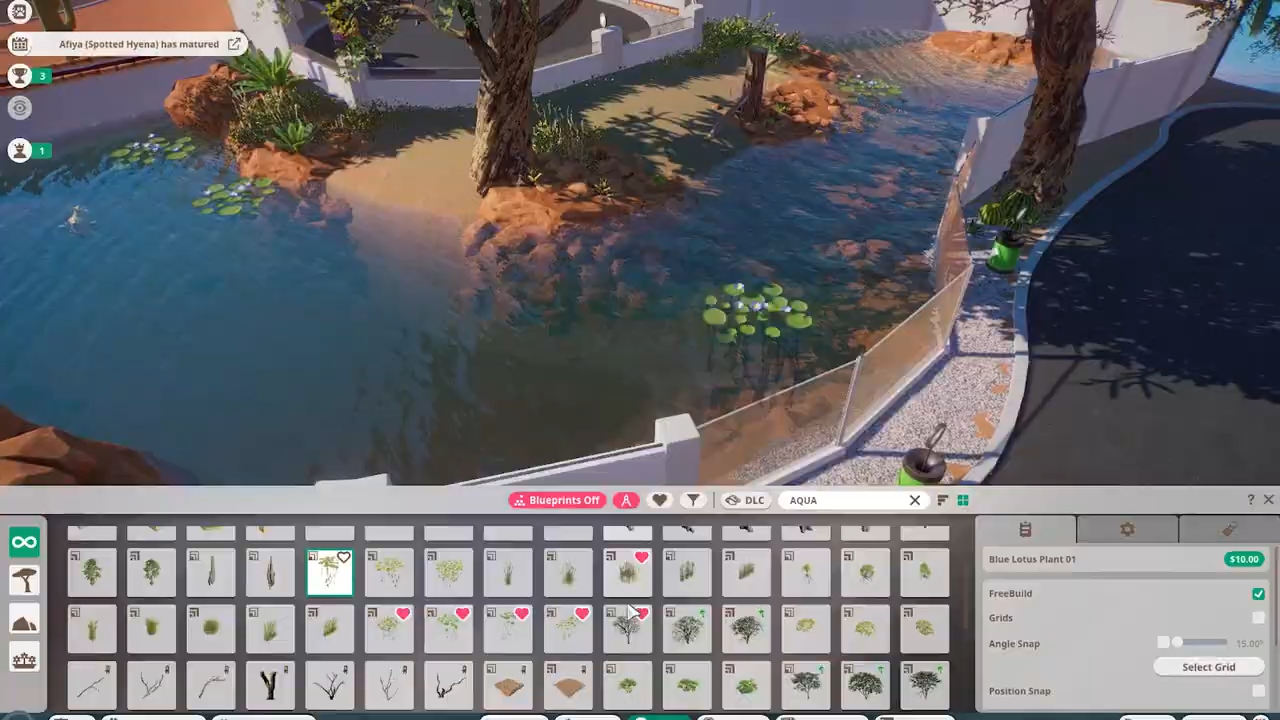 Afiya (Spotted Hyena) has matured
3
1
Blueprints Off
DLC
AQUA
?
Blue Lotus Plant 01
$10.00
FreeBuild
Grids
Angle Snap
15.00°
Select Grid
Position Snap